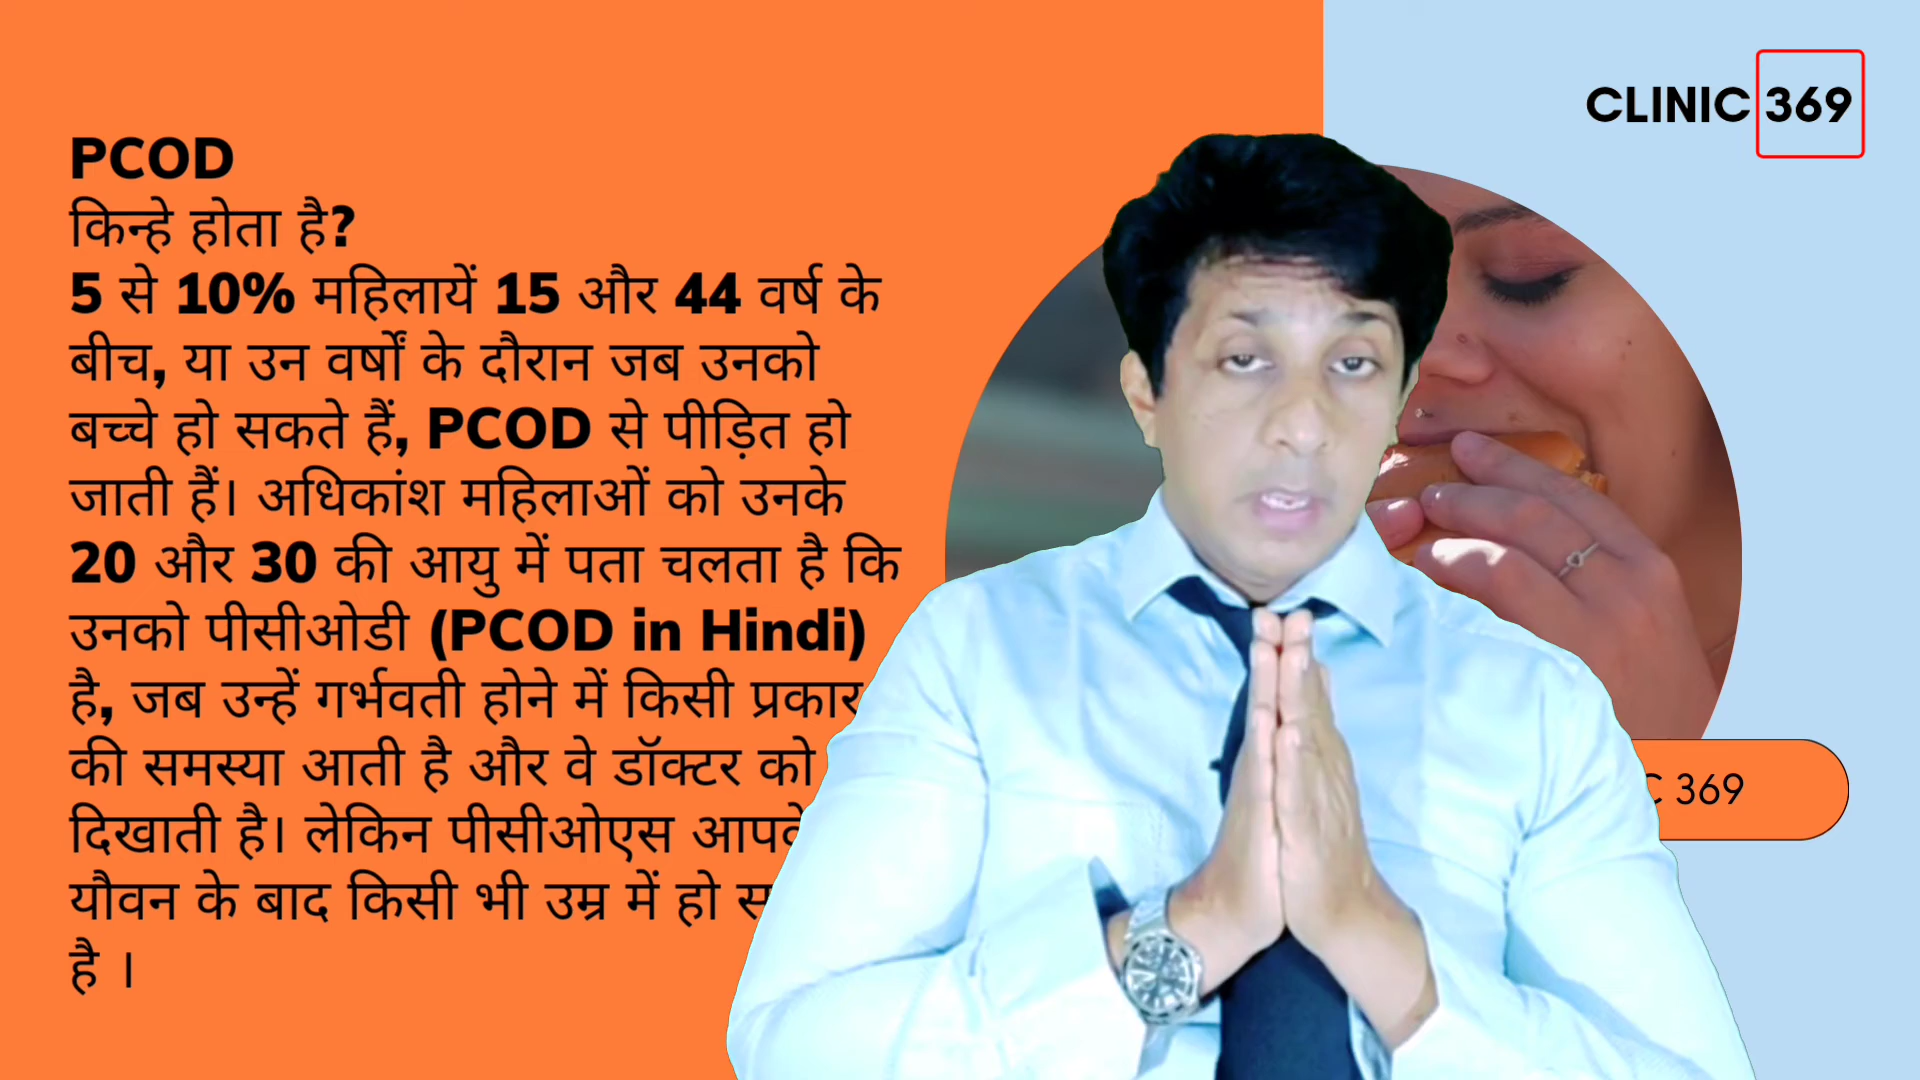 CLINIC 369
PCOD
किन्हे होता है?
5 से 10% महिलायें 15 और 44 वर्ष के
बीच, या उन वर्षों के दौरान जब उनको
बच्चे हो सकते हैं, PCOD से पीड़ित हो
जाती हैं। अधिकांश महिलाओं को उनके
20 और 30 की आयु में पता चलता है कि
उनको पीसीओडी (PCOD in Hindi)
है, जब उन्हें गर्भवती होने में किसी प्रकार
की समस्या आती है और वे डॉक्टर को
दिखाती है। लेकिन पीसीओएस
यौवन के बाद किसी भी उम्र में हो
है ।
369